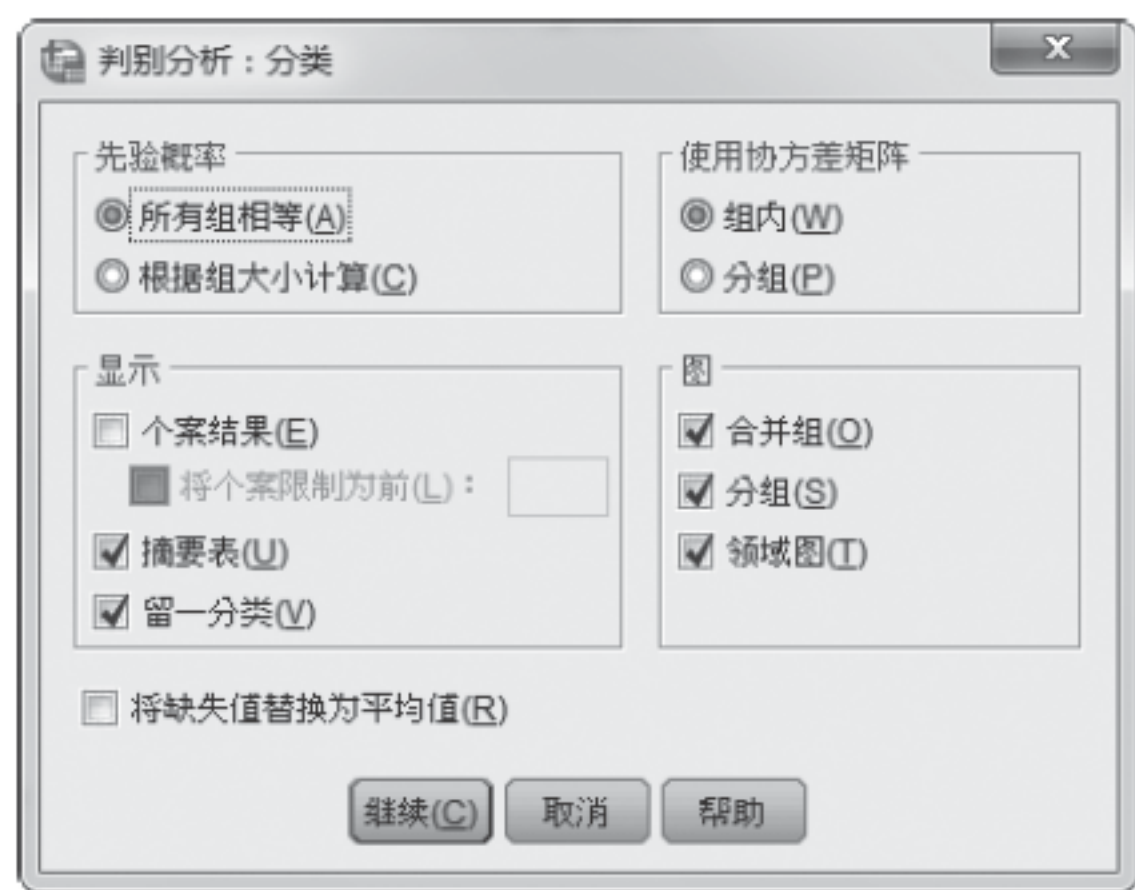 判别分析：分类
先验概率
所有组相等(A)
根据组大小计算(C)
使用协方差矩阵
组内(W)
分组(P)
显示
个案结果(E)
将个案限制为前(L)：
摘要表(U)
留一分类(V)
图
合并组(O)
分组(S)
领域图(T)
将缺失值替换为平均值(R)
继续(C)
取消
帮助